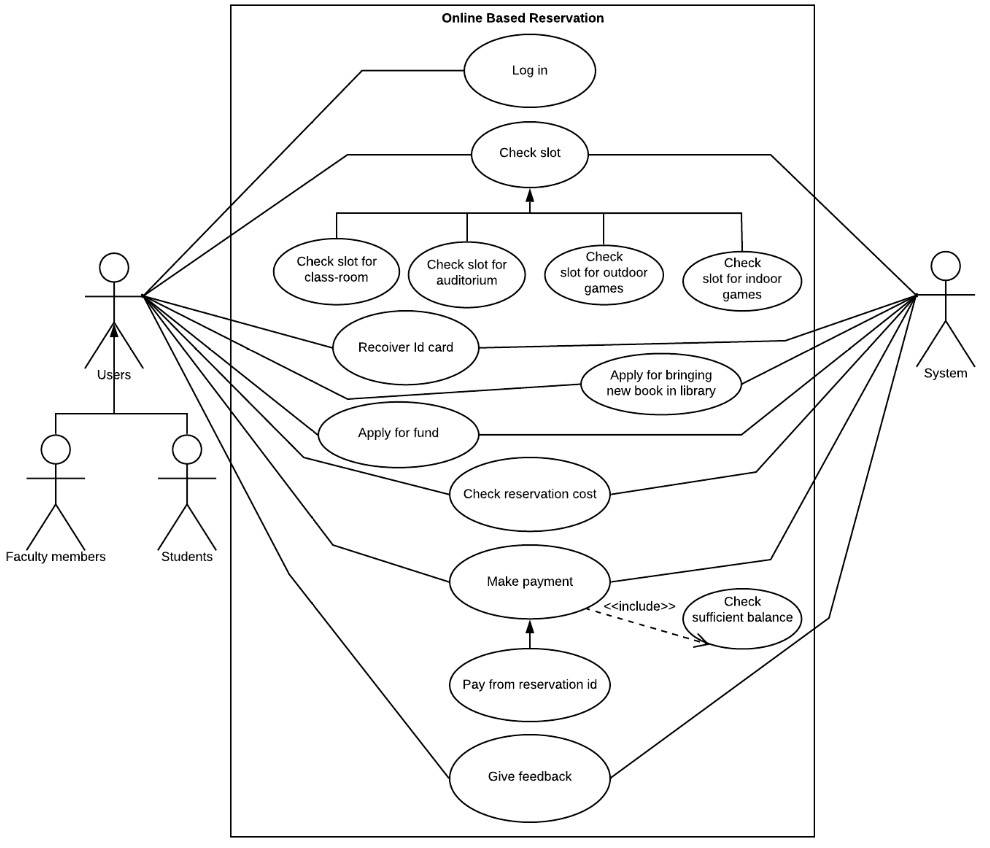 Online Based Reservation
Log in
Check slot
Check slot for
class-room
Check slot for
auditorium
Check
slot for outdoor
games
Check
slot for indoor
games
Users
Recoiver Id card
System
Apply for bringing
new book in library
Apply for fund
Check reservation cost
Faculty members
Students
Make payment
<<include>>
Check
sufficient balance
Pay from reservation id
Give feedback